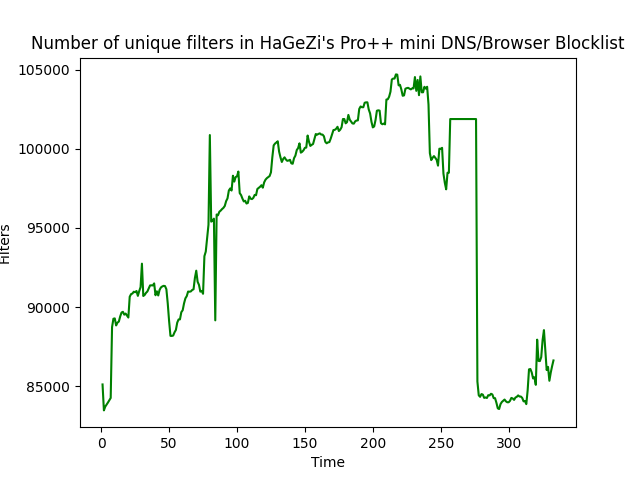 Number of unique filters in HaGeZi's Pro++ mini DNS/Browser Blocklist
105000
100000
95000
90000
85000
Filters
0 50 100 150 200 250 300
Time